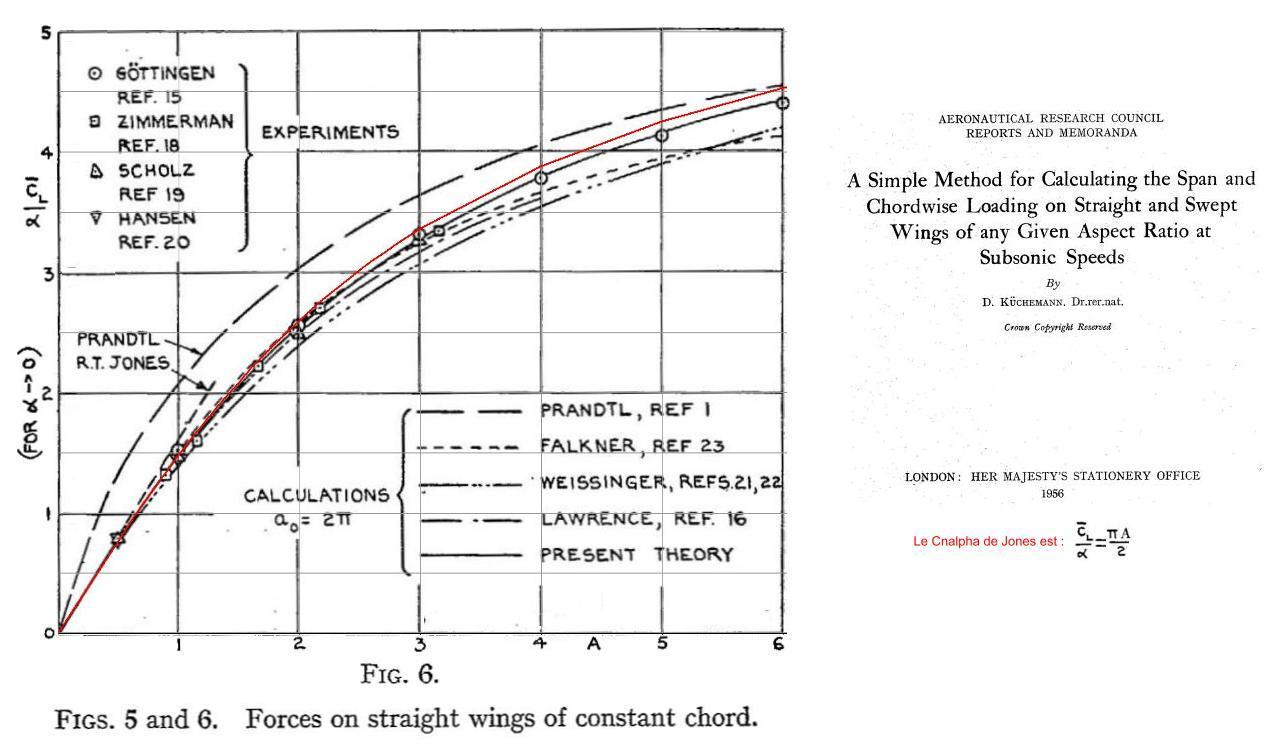 5
4
3
2
1
0
C̄L/α
(FOR α → 0)
⊙ GÖTTINGEN
REF. 15
⊡ ZIMMERMAN
REF. 18
△ SCHOLZ
REF 19
▽ HANSEN
REF. 20
EXPERIMENTS
PRANDTL
R.T. JONES
CALCULATIONS
a₀ = 2π
PRANDTL, REF 1
FALKNER, REF 23
WEISSINGER, REFS.21,22
LAWRENCE, REF. 16
PRESENT THEORY
1 2 3 4 A 5 6
FIG. 6.
FIGS. 5 and 6. Forces on straight wings of constant chord.
AERONAUTICAL RESEARCH COUNCIL
REPORTS AND MEMORANDA
A Simple Method for Calculating the Span and
Chordwise Loading on Straight and Swept
Wings of any Given Aspect Ratio at
Subsonic Speeds
By
D. KÜCHEMANN, Dr.rer.nat.
Crown Copyright Reserved
LONDON: HER MAJESTY'S STATIONERY OFFICE
1956
Le Cnalpha de Jones est : C̄L/α = πA/2